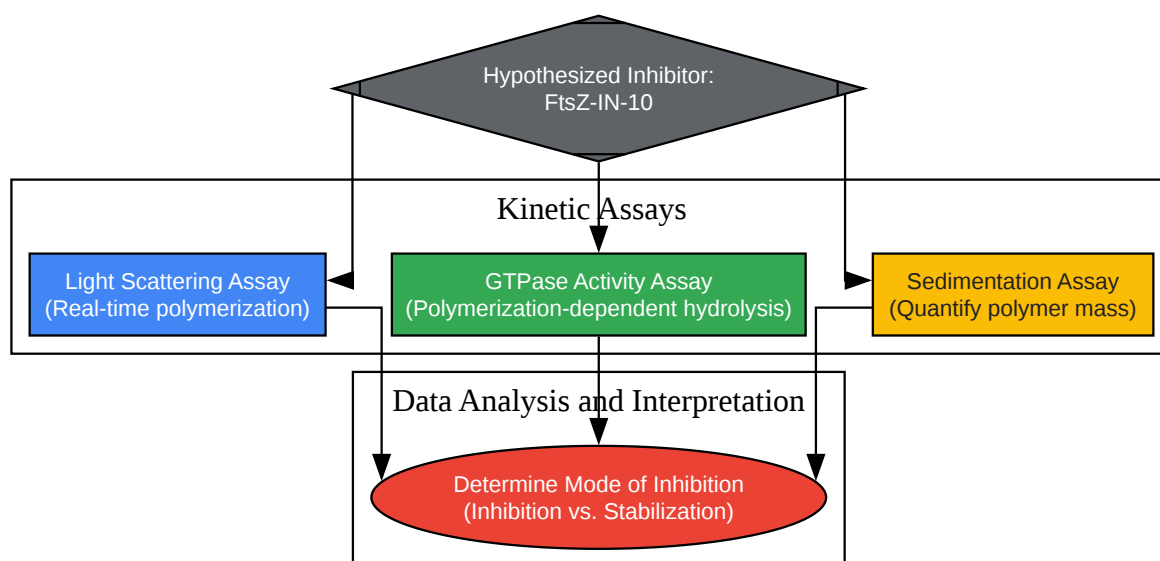 Hypothesized Inhibitor:
FtsZ-IN-10
Kinetic Assays
Light Scattering Assay
(Real-time polymerization)
GTPase Activity Assay
(Polymerization-dependent hydrolysis)
Sedimentation Assay
(Quantify polymer mass)
Data Analysis and Interpretation
Determine Mode of Inhibition
(Inhibition vs. Stabilization)